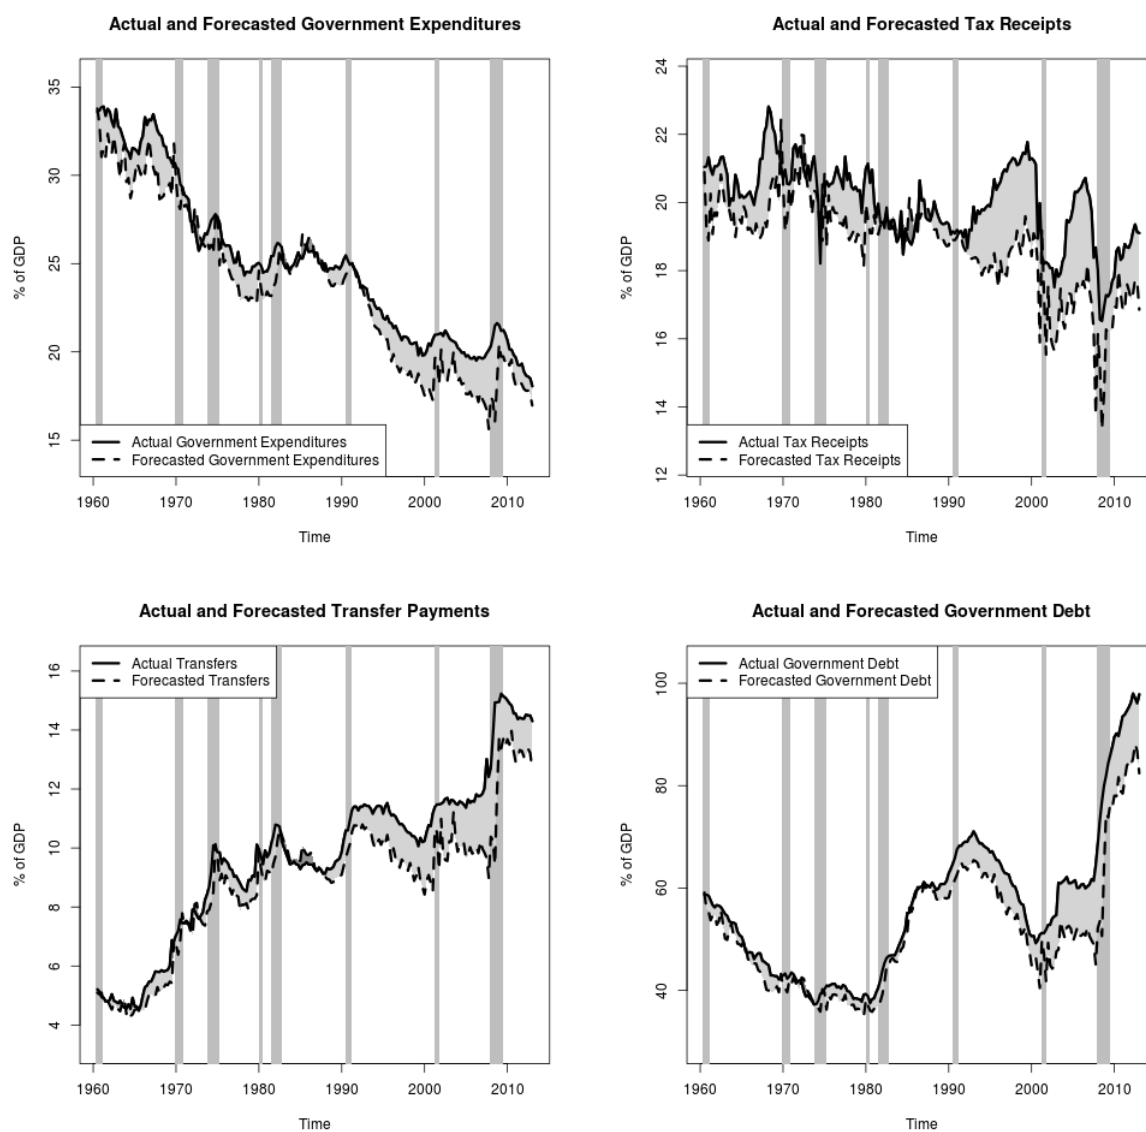 Actual and Forecasted Government Expenditures
35
30
25
20
15
% of GDP
Actual Government Expenditures
Forecasted Government Expenditures
1960 1970 1980 1990 2000 2010
Time
Actual and Forecasted Tax Receipts
24
22
20
18
16
14
12
% of GDP
Actual Tax Receipts
Forecasted Tax Receipts
1960 1970 1980 1990 2000 2010
Time
Actual and Forecasted Transfer Payments
Actual Transfers
Forecasted Transfers
16
14
12
10
8
6
4
% of GDP
1960 1970 1980 1990 2000 2010
Time
Actual and Forecasted Government Debt
Actual Government Debt
Forecasted Government Debt
100
80
60
40
% of GDP
1960 1970 1980 1990 2000 2010
Time